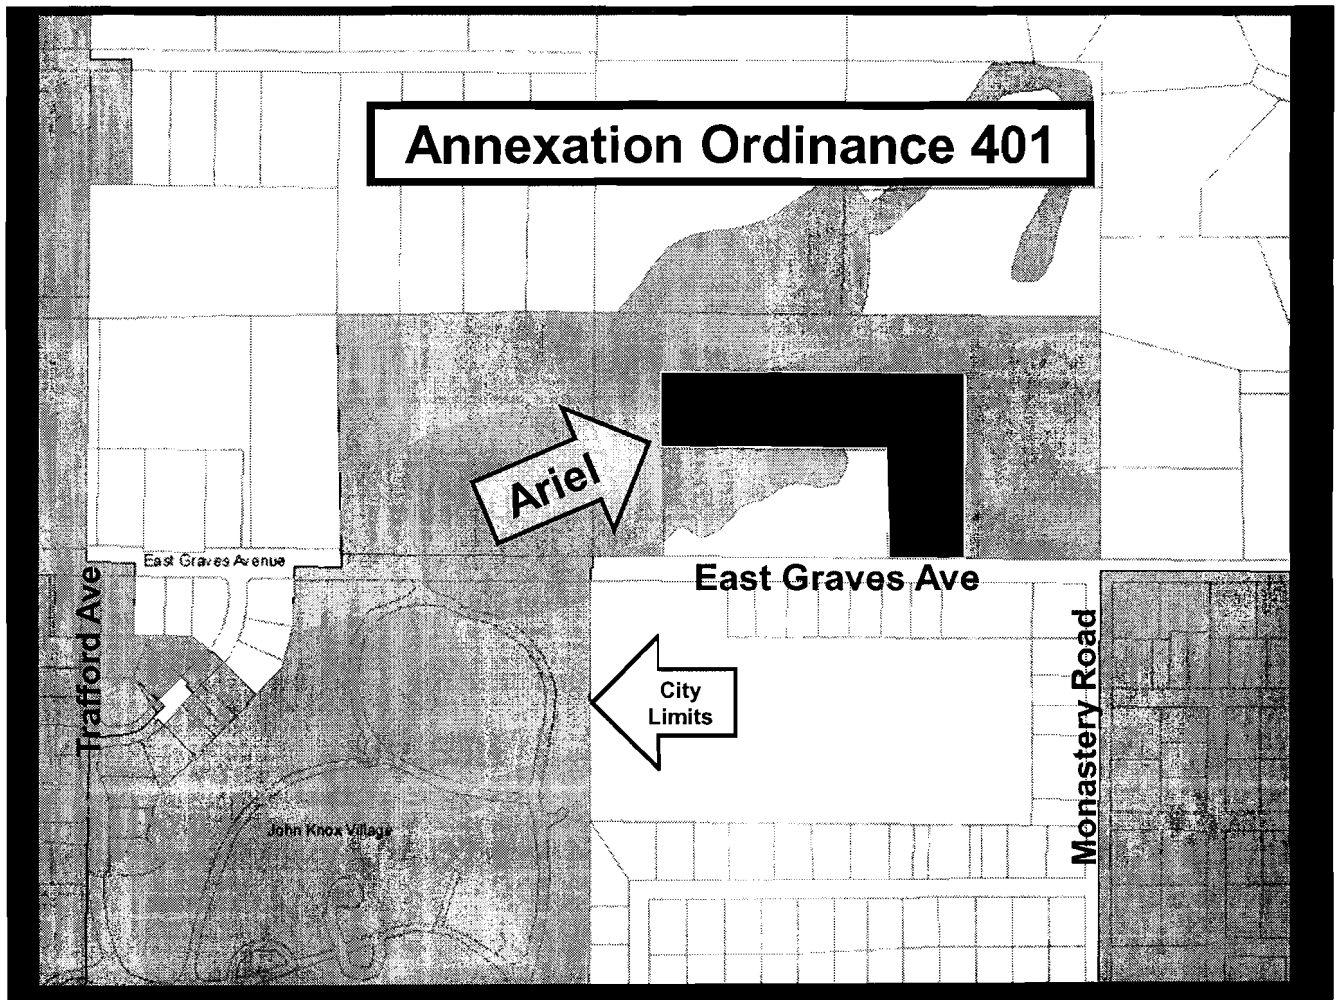 Annexation Ordinance 401
Ariel
East Graves Avenue
East Graves Ave
Trafford Ave
City
Limits
Monastery Road
John Knox Village